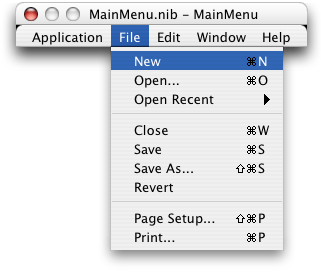 MainMenu.nib – MainMenu
Application File Edit Window Help
New ⌘N
Open... ⌘O
Open Recent
Close ⌘W
Save ⌘S
Save As... ⇧⌘S
Revert
Page Setup... ⇧⌘P
Print... ⌘P